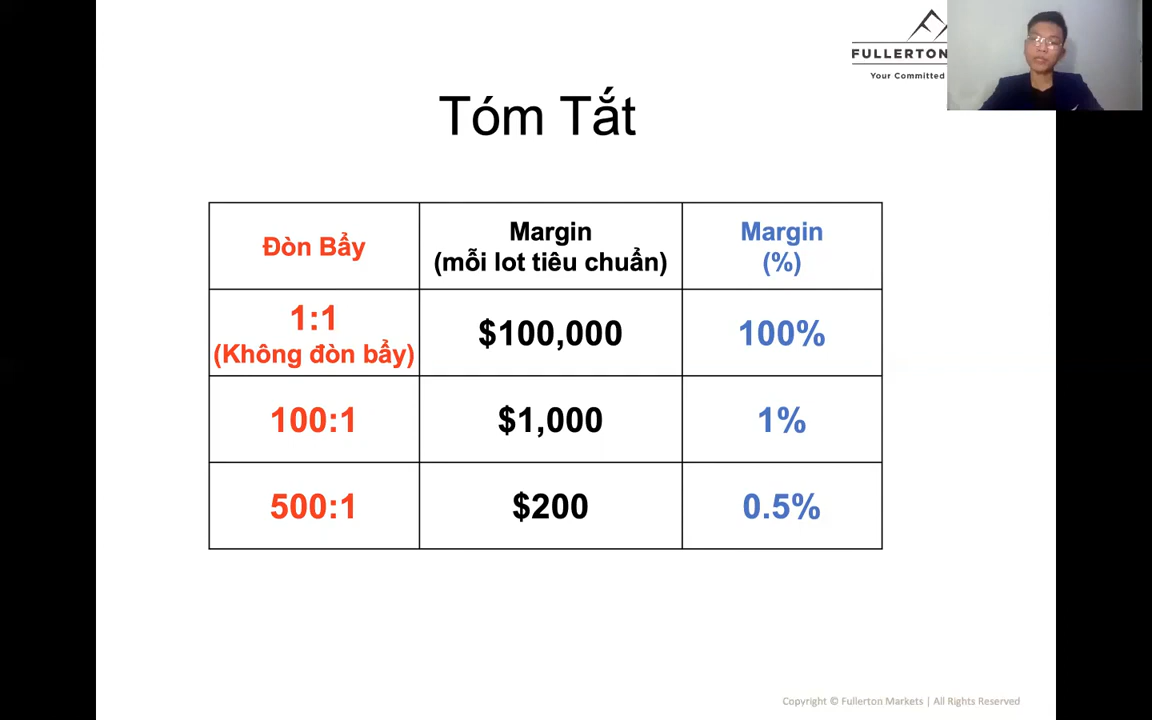 FULLERTON
Your Committed
Tóm Tắt
Đòn Bẩy
Margin
(mỗi lot tiêu chuẩn)
Margin
(%)
1:1
(Không đòn bẩy)
$100,000
100%
100:1
$1,000
1%
500:1
$200
0.5%
Copyright © Fullerton Markets | All Rights Reserved